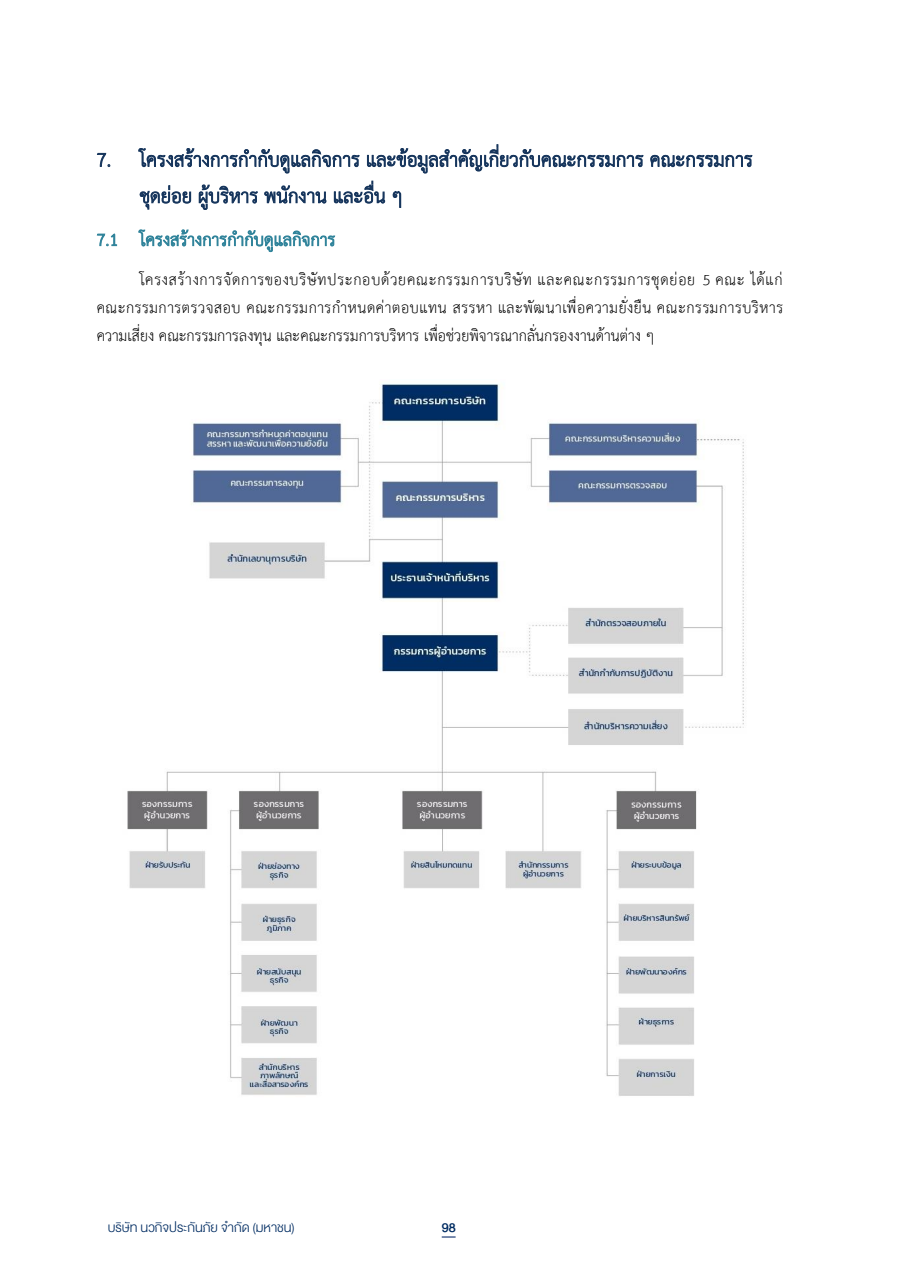 7. โครงสร้างการกำกับดูแลกิจการ และข้อมูลสำคัญเกี่ยวกับคณะกรรมการ คณะกรรมการ
ชุดย่อย ผู้บริหาร พนักงาน และอื่น ๆ
7.1 โครงสร้างการกำกับดูแลกิจการ
โครงสร้างการจัดการของบริษัทประกอบด้วยคณะกรรมการบริษัท และคณะกรรมการชุดย่อย 5 คณะ ได้แก่
คณะกรรมการตรวจสอบ คณะกรรมการกำหนดค่าตอบแทน สรรหา และพัฒนาเพื่อความยั่งยืน คณะกรรมการบริหาร
ความเสี่ยง คณะกรรมการลงทุน และคณะกรรมการบริหาร เพื่อช่วยพิจารณากลั่นกรองงานด้านต่าง ๆ
คณะกรรมการบริษัท
คณะกรรมการกำหนดค่าตอบแทน
สรรหา และพัฒนาเพื่อความยั่งยืน
คณะกรรมการบริหารความเสี่ยง
คณะกรรมการลงทุน
คณะกรรมการตรวจสอบ
คณะกรรมการบริหาร
สำนักเลขานุการบริษัท
ประธานเจ้าหน้าที่บริหาร
สำนักตรวจสอบภายใน
กรรมการผู้อำนวยการ
สำนักกำกับการปฏิบัติงาน
สำนักบริหารความเสี่ยง
รองกรรมการ
ผู้อำนวยการ
รองกรรมการ
ผู้อำนวยการ
รองกรรมการ
ผู้อำนวยการ
รองกรรมการ
ผู้อำนวยการ
ฝ่ายรับประกัน
ฝ่ายช่องทาง
ธุรกิจ
ฝ่ายสินไหมทดแทน
สำนักกรรมการ
ผู้อำนวยการ
ฝ่ายระบบข้อมูล
ฝ่ายธุรกิจ
ภูมิภาค
ฝ่ายบริหารสินทรัพย์
ฝ่ายสนับสนุน
ธุรกิจ
ฝ่ายพัฒนาองค์กร
ฝ่ายพัฒนา
ธุรกิจ
ฝ่ายธุรการ
สำนักบริหาร
ภาพลักษณ์
และสื่อสารองค์กร
ฝ่ายการเงิน
บริษัท นวกิจประกันภัย จำกัด (มหาชน)
98